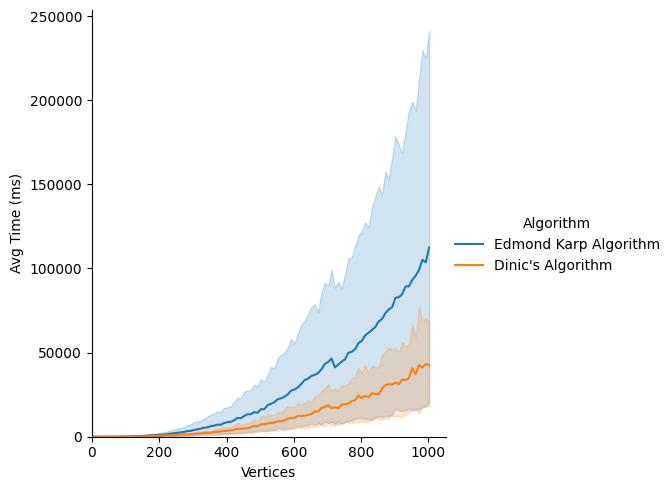 250000
200000
150000
100000
50000
0
Avg Time (ms)
0 200 400 600 800 1000
Vertices
Algorithm
Edmond Karp Algorithm
Dinic's Algorithm